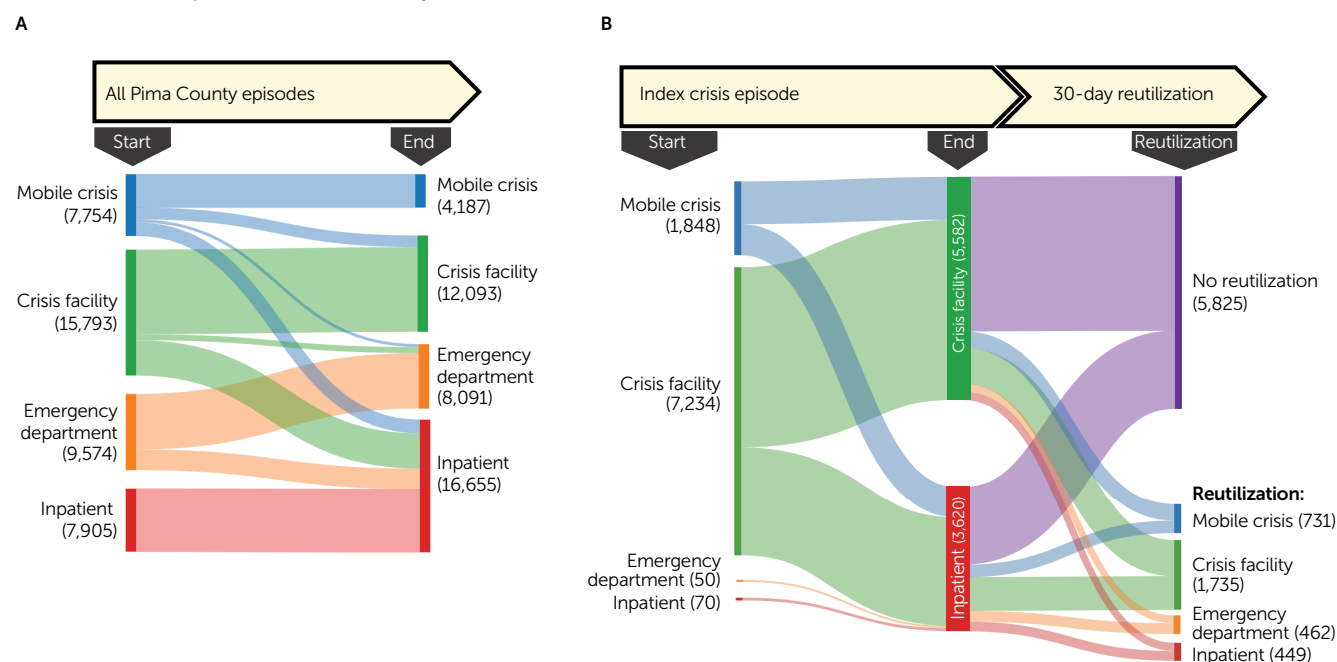 A
All Pima County episodes
Start
End
Mobile crisis
(7,754)
Crisis facility
(15,793)
Emergency
department
(9,574)
Inpatient
(7,905)
Mobile crisis
(4,187)
Crisis facility
(12,093)
Emergency
department
(8,091)
Inpatient
(16,655)
B
Index crisis episode
30-day reutilization
Start
End
Reutilization
Mobile crisis
(1,848)
Crisis facility
(7,234)
Emergency
department (50)
Inpatient (70)
Crisis facility (5,582)
Inpatient (3,620)
No reutilization
(5,825)
Reutilization:
Mobile crisis (731)
Crisis facility
(1,735)
Emergency
department (462)
Inpatient (449)